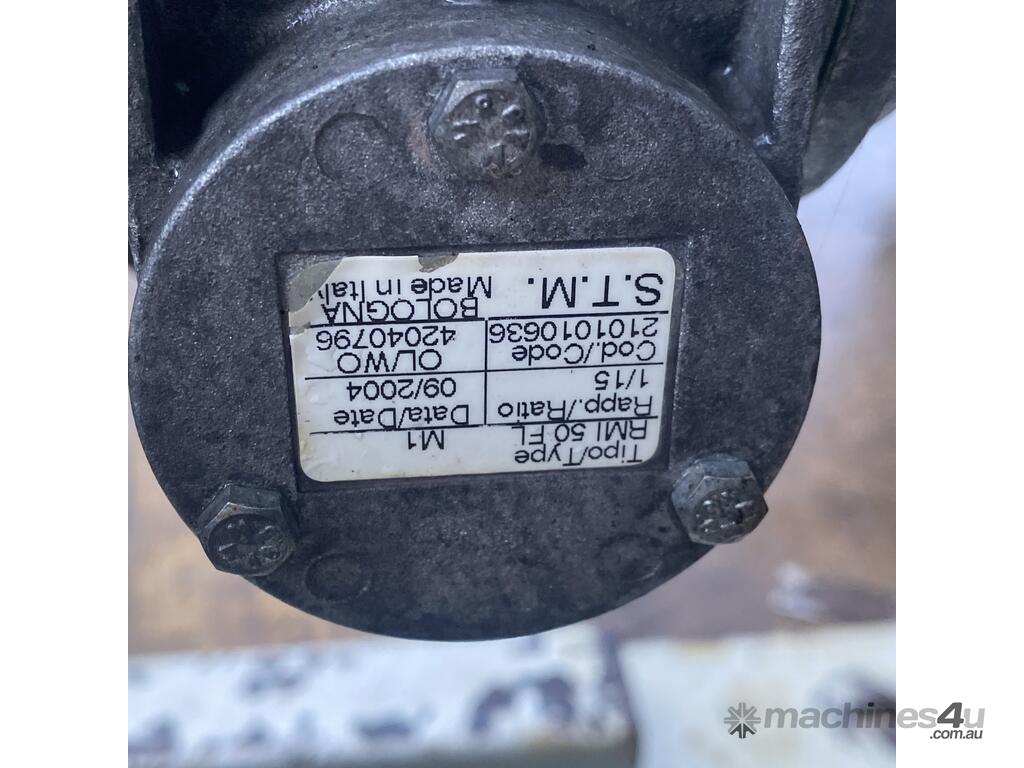 Tipo/Type
RMI 50 FL M1
Rapp./Ratio Data/Date
1/15 09/2004
Cod./Code OL/WO
2101010636 42040796
S.T.M. BOLOGNA
Made in Italy
machines4u
.com.au